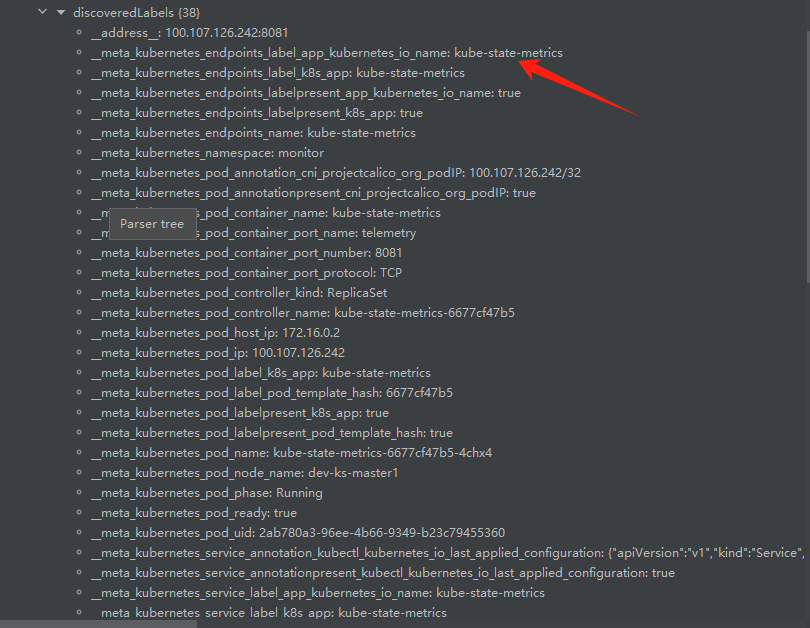 discoveredLabels {38}
__address__: 100.107.126.242:8081
__meta_kubernetes_endpoints_label_app_kubernetes_io_name: kube-state-metrics
__meta_kubernetes_endpoints_label_k8s_app: kube-state-metrics
__meta_kubernetes_endpoints_labelpresent_app_kubernetes_io_name: true
__meta_kubernetes_endpoints_labelpresent_k8s_app: true
__meta_kubernetes_endpoints_name: kube-state-metrics
__meta_kubernetes_namespace: monitor
__meta_kubernetes_pod_annotation_cni_projectcalico_org_podIP: 100.107.126.242/32
__meta_kubernetes_pod_annotationpresent_cni_projectcalico_org_podIP: true
__m s_pod_container_name: kube-state-metrics
Parser tree
__m s_pod_container_port_name: telemetry
__meta_kubernetes_pod_container_port_number: 8081
__meta_kubernetes_pod_container_port_protocol: TCP
__meta_kubernetes_pod_controller_kind: ReplicaSet
__meta_kubernetes_pod_controller_name: kube-state-metrics-6677cf47b5
__meta_kubernetes_pod_host_ip: 172.16.0.2
__meta_kubernetes_pod_ip: 100.107.126.242
__meta_kubernetes_pod_label_k8s_app: kube-state-metrics
__meta_kubernetes_pod_label_pod_template_hash: 6677cf47b5
__meta_kubernetes_pod_labelpresent_k8s_app: true
__meta_kubernetes_pod_labelpresent_pod_template_hash: true
__meta_kubernetes_pod_name: kube-state-metrics-6677cf47b5-4chx4
__meta_kubernetes_pod_node_name: dev-ks-master1
__meta_kubernetes_pod_phase: Running
__meta_kubernetes_pod_ready: true
__meta_kubernetes_pod_uid: 2ab780a3-96ee-4b66-9349-b23c79455360
__meta_kubernetes_service_annotation_kubectl_kubernetes_io_last_applied_configuration: {"apiVersion":"v1","kind":"Service",
__meta_kubernetes_service_annotationpresent_kubectl_kubernetes_io_last_applied_configuration: true
__meta_kubernetes_service_label_app_kubernetes_io_name: kube-state-metrics
__meta_kubernetes_service_label_k8s_app: kube-state-metrics